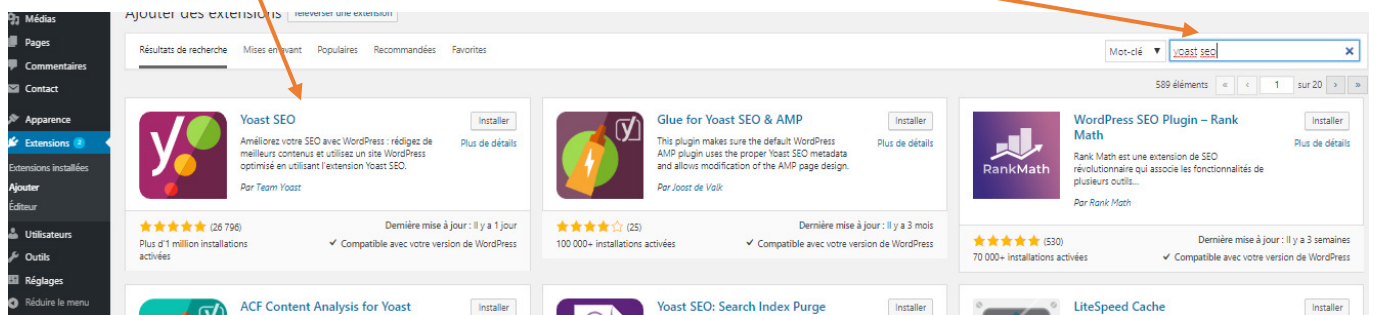 Médias
Pages
Commentaires
Contact
Apparence
Extensions 2
Extensions installées
Ajouter
Éditeur
Utilisateurs
Outils
Réglages
Réduire le menu
Ajouter des extensions Téléverser une extension
Résultats de recherche Mises en avant Populaires Recommandées Favorites
Mot-clé yoast seo
589 éléments « ‹ 1 sur 20 › »
Yoast SEO
Installer
Plus de détails
Améliorez votre SEO avec WordPress : rédigez de
meilleurs contenus et utilisez un site WordPress
optimisé en utilisant l'extension Yoast SEO.
Par Team Yoast
(26 796)
Plus d'1 million installations
activées
Dernière mise à jour : Il y a 1 jour
Compatible avec votre version de WordPress
Glue for Yoast SEO & AMP
Installer
Plus de détails
This plugin makes sure the default WordPress
AMP plugin uses the proper Yoast SEO metadata
and allows modification of the AMP page design.
Par Joost de Valk
(25)
100 000+ installations activées
Dernière mise à jour : Il y a 3 mois
Compatible avec votre version de WordPress
RankMath
WordPress SEO Plugin – Rank
Math
Installer
Plus de détails
Rank Math est une extension de SEO
révolutionnaire qui associe les fonctionnalités de
plusieurs outils...
Par Rank Math
(530)
70 000+ installations activées
Dernière mise à jour : Il y a 3 semaines
Compatible avec votre version de WordPress
ACF Content Analysis for Yoast
Installer
Yoast SEO: Search Index Purge
Installer
LiteSpeed Cache
Installer